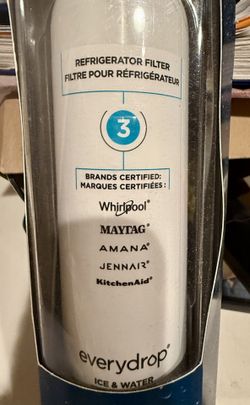 REFRIGERATOR FILTER
FILTRE POUR RÉFRIGÉRATEUR
3
BRANDS CERTIFIED:
MARQUES CERTIFIÉES :
Whirlpool®
MAYTAG®
AMANA®
JENNAIR®
KitchenAid®
everydrop®
ICE & WATER